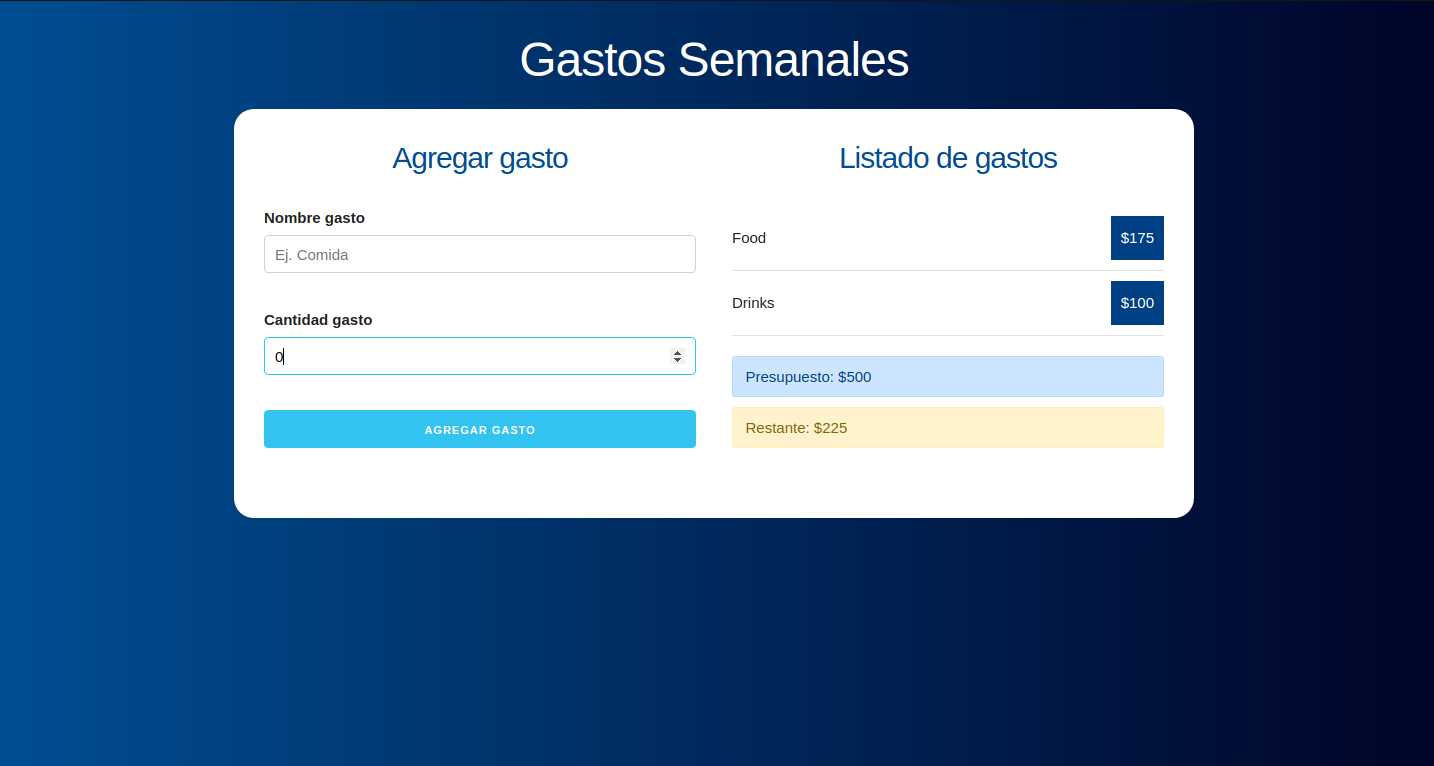 Gastos Semanales
Agregar gasto
Nombre gasto
Ej. Comida
Cantidad gasto
0
AGREGAR GASTO
Listado de gastos
Food $175
Drinks $100
Presupuesto: $500
Restante: $225